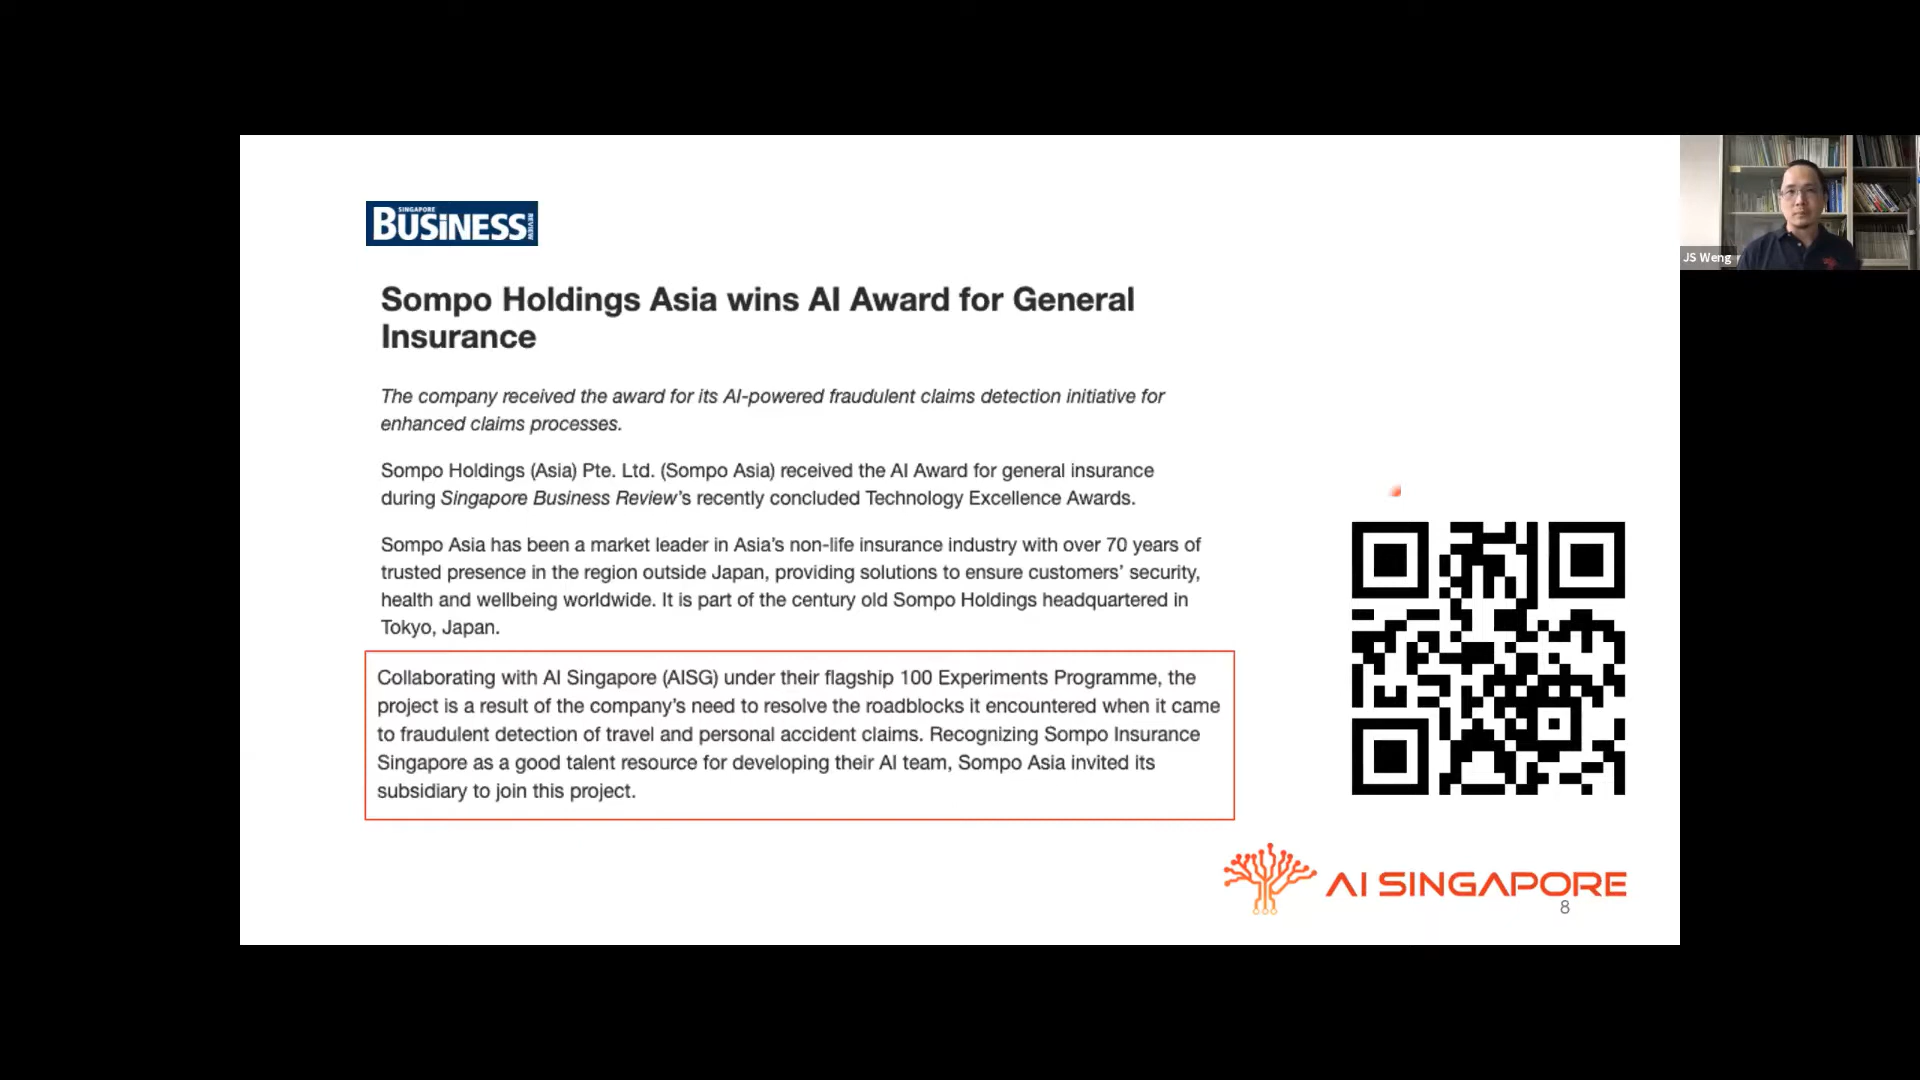 SINGAPORE
BUSINESS
REVIEW
JS Weng
Sompo Holdings Asia wins AI Award for General
Insurance
The company received the award for its AI-powered fraudulent claims detection initiative for
enhanced claims processes.
Sompo Holdings (Asia) Pte. Ltd. (Sompo Asia) received the AI Award for general insurance
during Singapore Business Review’s recently concluded Technology Excellence Awards.
Sompo Asia has been a market leader in Asia’s non-life insurance industry with over 70 years of
trusted presence in the region outside Japan, providing solutions to ensure customers’ security,
health and wellbeing worldwide. It is part of the century old Sompo Holdings headquartered in
Tokyo, Japan.
Collaborating with AI Singapore (AISG) under their flagship 100 Experiments Programme, the
project is a result of the company’s need to resolve the roadblocks it encountered when it came
to fraudulent detection of travel and personal accident claims. Recognizing Sompo Insurance
Singapore as a good talent resource for developing their AI team, Sompo Asia invited its
subsidiary to join this project.
AI SINGAPORE
8